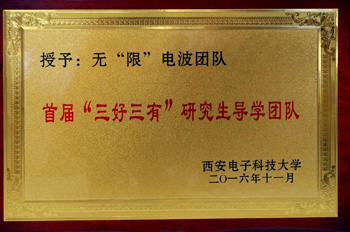 授予：无“限”电波团队
首届“三好三有”研究生导学团队
西安电子科技大学
二〇一六年十一月